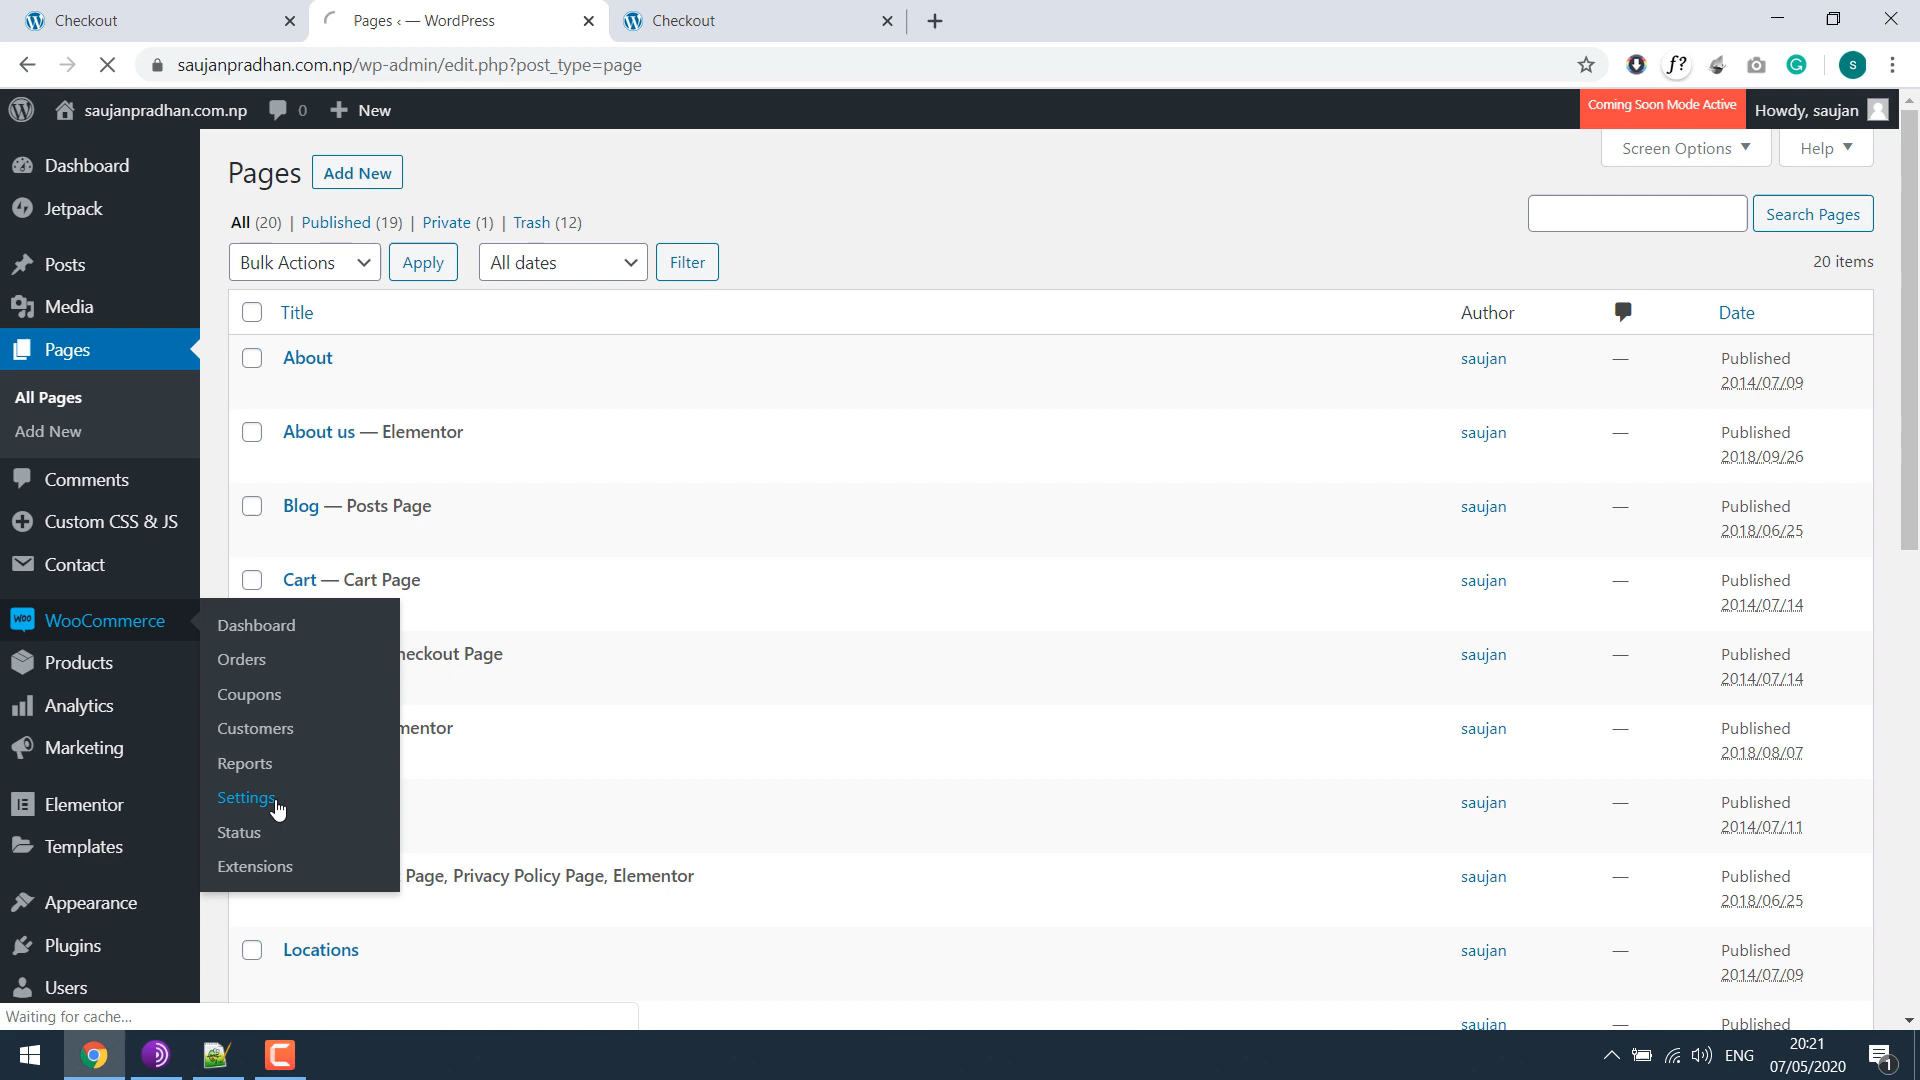 Checkout
Pages ‹ — WordPress
Checkout
saujanpradhan.com.np/wp-admin/edit.php?post_type=page
f?
s
saujanpradhan.com.np
0
New
Coming Soon Mode Active
Howdy, saujan
Screen Options
Help
Dashboard
Jetpack
Posts
Media
Pages
All Pages
Add New
Comments
Custom CSS & JS
Contact
WooCommerce
Products
Analytics
Marketing
Elementor
Templates
Appearance
Plugins
Users
Dashboard
Orders
Coupons
Customers
Reports
Settings
Status
Extensions
Pages
Add New
All (20) | Published (19) | Private (1) | Trash (12)
Search Pages
Bulk Actions
Apply
All dates
Filter
20 items
Title
Author
Date
About
saujan
—
Published
2014/07/09
About us — Elementor
saujan
—
Published
2018/09/26
Blog — Posts Page
saujan
—
Published
2018/06/25
Cart — Cart Page
saujan
—
Published
2014/07/14
heckout Page
saujan
—
Published
2014/07/14
mentor
saujan
—
Published
2018/08/07
saujan
—
Published
2014/07/11
Page, Privacy Policy Page, Elementor
saujan
—
Published
2018/06/25
Locations
saujan
—
Published
2014/07/09
saujan
—
Published
Waiting for cache...
ENG
20:21
07/05/2020
1